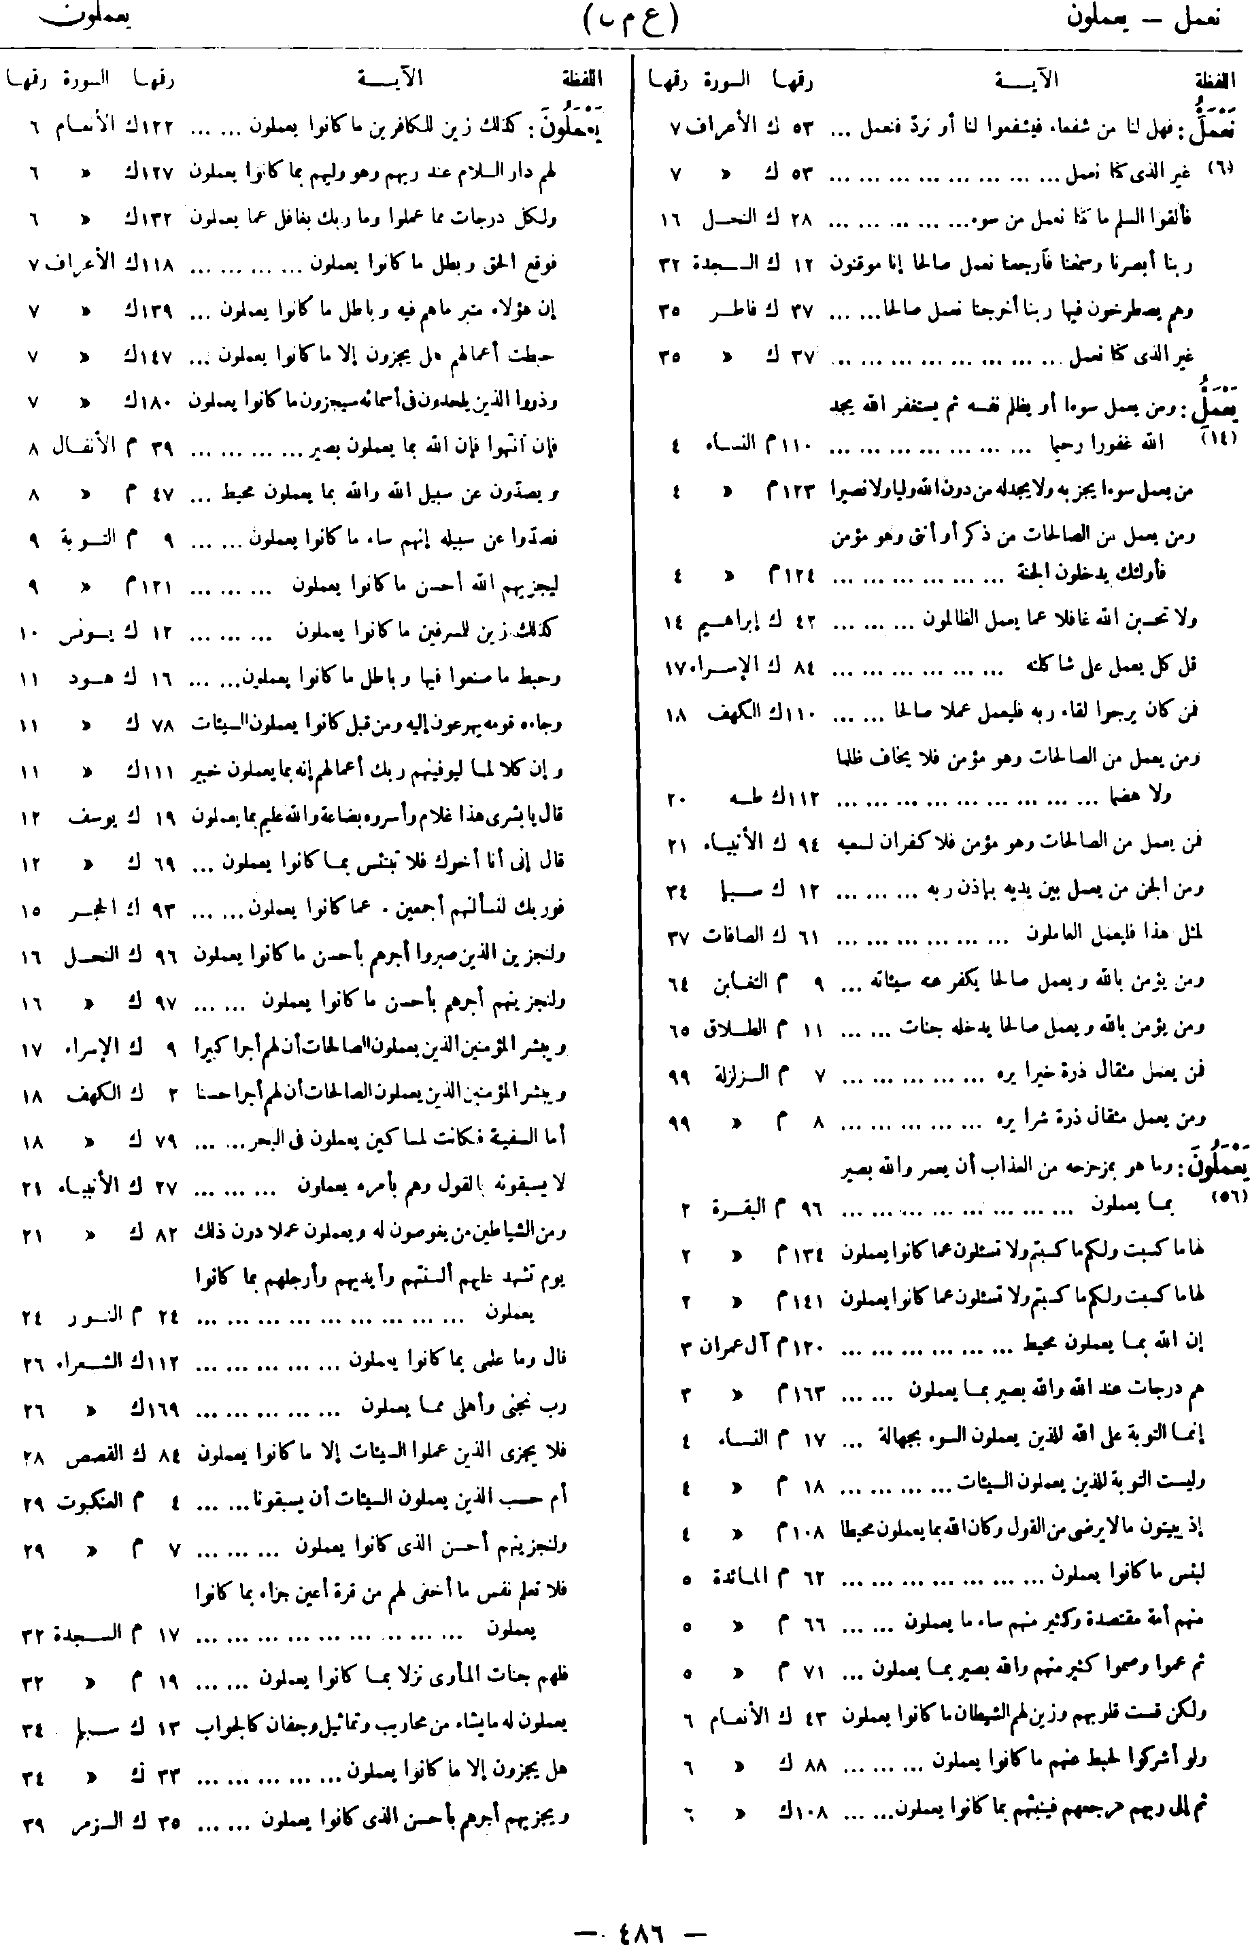 نعمل — يعملون (ع م ل) يعملون
اللفظة الآيــــة رقمها السورة رقمها
نَعْمَلُ : فهل لنا من شفعاء فيشفعوا لنا أو نردّ فنعمل ... ٥٣ ك الأعراف ٧
(٦) غير الذى كنا نعمل ... ... ... ... ... ... ... ... ٥٣ ك « ٧
فألقوا السلم ما كنا نعمل من سوء... ... ... ... ... ٢٨ ك النحل ١٦
ربنا أبصرنا وسمعنا فارجعنا نعمل صالحا إنا موقنون ١٢ ك السجدة ٣٢
وهم يصطرخون فيها ربنا أخرجنا نعمل صالحا... ... ٣٧ ك فاطر ٣٥
غير الذى كنا نعمل ... ... ... ... ... ... ... ... ٣٧ ك « ٣٥
يَعْمَلُ : ومن يعمل سوءا أو يظلم نفسه ثم يستغفر الله يجد
(١٤) الله غفورا رحيما ... ... ... ... ... ... ... ١١٠ م النساء ٤
من يعمل سوءا يجز به ولا يجد له من دون الله وليا ولا نصيرا ١٢٣ م « ٤
ومن يعمل من الصالحات من ذكر أو أنثى وهو مؤمن
فأولئك يدخلون الجنة ... ... ... ... ... ... ١٢٤ م « ٤
ولا تحسبن الله غافلا عما يعمل الظالمون ... ... ... ٤٢ ك إبراهيم ١٤
قل كل يعمل على شاكلته ... ... ... ... ... ... ٨٤ ك الإسراء ١٧
فمن كان يرجوا لقاء ربه فليعمل عملا صالحا ... ... ١١٠ ك الكهف ١٨
ومن يعمل من الصالحات وهو مؤمن فلا يخاف ظلما
ولا هضما ... ... ... ... ... ... ... ... ... ١١٢ ك طه ٢٠
فمن يعمل من الصالحات وهو مؤمن فلا كفران لسعيه ٩٤ ك الأنبياء ٢١
ومن الجن من يعمل بين يديه بإذن ربه ... ... ... ١٢ ك سبإ ٣٤
لمثل هذا فليعمل العاملون ... ... ... ... ... ... ٦١ ك الصافات ٣٧
ومن يؤمن بالله ويعمل صالحا يكفر عنه سيئاته ... ٩ م التغابن ٦٤
ومن يؤمن بالله ويعمل صالحا يدخله جنات ... ... ١١ م الطلاق ٦٥
فمن يعمل مثقال ذرة خيرا يره ... ... ... ... ... ٧ م الزلزلة ٩٩
ومن يعمل مثقال ذرة شرا يره ... ... ... ... ... ٨ م « ٩٩
يَعْمَلُونَ : وما هو بمزحزحه من العذاب أن يعمر والله بصير
(٥٦) بما يعملون ... ... ... ... ... ... ... ... ٩٦ م البقرة ٢
لها ما كسبت ولكم ما كسبتم ولا تسئلون عما كانوا يعملون ١٣٤ م « ٢
لها ما كسبت ولكم ما كسبتم ولا تسئلون عما كانوا يعملون ١٤١ م « ٢
إن الله بما يعملون محيط ... ... ... ... ... ... ١٢٠ م آل عمران ٣
هم درجات عند الله والله بصير بما يعملون ... ... ١٦٣ م « ٣
إنما التوبة على الله للذين يعملون السوء بجهالة ... ١٧ م النساء ٤
وليست التوبة للذين يعملون السيئات ... ... ... ... ١٨ م « ٤
إذ يبيتون ما لا يرضى من القول وكان الله بما يعملون محيطا ١٠٨ م « ٤
لبئس ما كانوا يعملون ... ... ... ... ... ... ... ٦٢ م المائدة ٥
منهم أمة مقتصدة وكثير منهم ساء ما يعملون ... ... ٦٦ م « ٥
ثم عموا وصموا كثير منهم والله بصير بما يعملون ... ٧١ م « ٥
ولكن قست قلوبهم وزين لهم الشيطان ما كانوا يعملون ٤٣ ك الأنعام ٦
ولو أشركوا لحبط عنهم ما كانوا يعملون ... ... ... ٨٨ ك « ٦
ثم إلى ربهم مرجعهم فينبئهم بما كانوا يعملون... ... ١٠٨ ك « ٦
اللفظة الآيــــة رقمها السورة رقمها
يَعْمَلُونَ : كذلك زين للكافرين ما كانوا يعملون ... ... ١٢٢ ك الأنعام ٦
لهم دار السلام عند ربهم وهو وليهم بما كانوا يعملون ١٢٧ ك « ٦
ولكل درجات مما عملوا وما ربك بغافل عما يعملون ١٣٢ ك « ٦
فوقع الحق وبطل ما كانوا يعملون ... ... ... ... ١١٨ ك الأعراف ٧
إن هؤلاء متبر ما هم فيه وباطل ما كانوا يعملون ... ١٣٩ ك « ٧
حبطت أعمالهم هل يجزون إلا ما كانوا يعملون ... ١٤٧ ك « ٧
وذروا الذين يلحدون فى أسمائه سيجزون ما كانوا يعملون ١٨٠ ك « ٧
فإن انتهوا فإن الله بما يعملون بصير ... ... ... ... ٣٩ م الأنفال ٨
ويصدّون عن سبيل الله والله بما يعملون محيط ... ٤٧ م « ٨
فصدّوا عن سبيله إنهم ساء ما كانوا يعملون ... ... ٩ م التوبة ٩
ليجزيهم الله أحسن ما كانوا يعملون ... ... ... ١٢١ م « ٩
كذلك زين للمسرفين ما كانوا يعملون ... ... ... ١٢ ك يونس ١٠
وحبط ما صنعوا فيها وباطل ما كانوا يعملون... ... ١٦ ك هود ١١
وجاءه قومه يهرعون إليه ومن قبل كانوا يعملون السيئات ٧٨ ك « ١١
وإن كلا لما ليوفينهم ربك أعمالهم إنه بما يعملون خبير ١١١ ك « ١١
قال يا بشرى هذا غلام وأسروه بضاعة والله عليم بما يعملون ١٩ ك يوسف ١٢
قال إنى أنا أخوك فلا تبتئس بما كانوا يعملون ... ٦٩ ك « ١٢
فوربك لنسألنهم أجمعين . عما كانوا يعملون... ... ٩٣ ك الحجر ١٥
ولنجزين الذين صبروا أجرهم بأحسن ما كانوا يعملون ٩٦ ك النحل ١٦
ولنجزينهم أجرهم بأحسن ما كانوا يعملون ... ... ٩٧ ك « ١٦
ويبشر المؤمنين الذين يعملون الصالحات أن لهم أجرا كبيرا ٩ ك الإسراء ١٧
ويبشر المؤمنين الذين يعملون الصالحات أن لهم أجرا حسنا ٢ ك الكهف ١٨
أما السفينة فكانت لمساكين يعملون فى البحر ... ... ٧٩ ك « ١٨
لا يسبقونه بالقول وهم بأمره يعملون ... ... ... ٢٧ ك الأنبياء ٢١
ومن الشياطين من يغوصون له ويعملون عملا دون ذلك ٨٢ ك « ٢١
يوم تشهد عليهم ألسنتهم وأيديهم وأرجلهم بما كانوا
يعملون ... ... ... ... ... ... ... ... ... ٢٤ م النور ٢٤
قال وما علمى بما كانوا يعملون ... ... ... ... ... ١١٢ ك الشعراء ٢٦
رب نجنى وأهلى مما يعملون ... ... ... ... ... ١٦٩ ك « ٢٦
فلا يجزى الذين عملوا السيئات إلا ما كانوا يعملون ٨٤ ك القصص ٢٨
أم حسب الذين يعملون السيئات أن يسبقونا... ... ٤ م العنكبوت ٢٩
ولنجزينهم أحسن الذى كانوا يعملون ... ... ... ٧ م « ٢٩
فلا تعلم نفس ما أخفى لهم من قرة أعين جزاء بما كانوا
يعملون ... ... ... ... ... ... ... ... ... ١٧ م السجدة ٣٢
فلهم جنات المأوى نزلا بما كانوا يعملون ... ... ١٩ م « ٣٢
يعملون له ما يشاء من محاريب وتماثيل وجفان كالجواب ١٣ ك سبإ ٣٤
هل يجزون إلا ما كانوا يعملون ... ... ... ... ... ٣٣ ك « ٣٤
ويجزيهم أجرهم بأحسن الذى كانوا يعملون ... ... ٣٥ ك الزمر ٣٩
— ٤٨٦ —